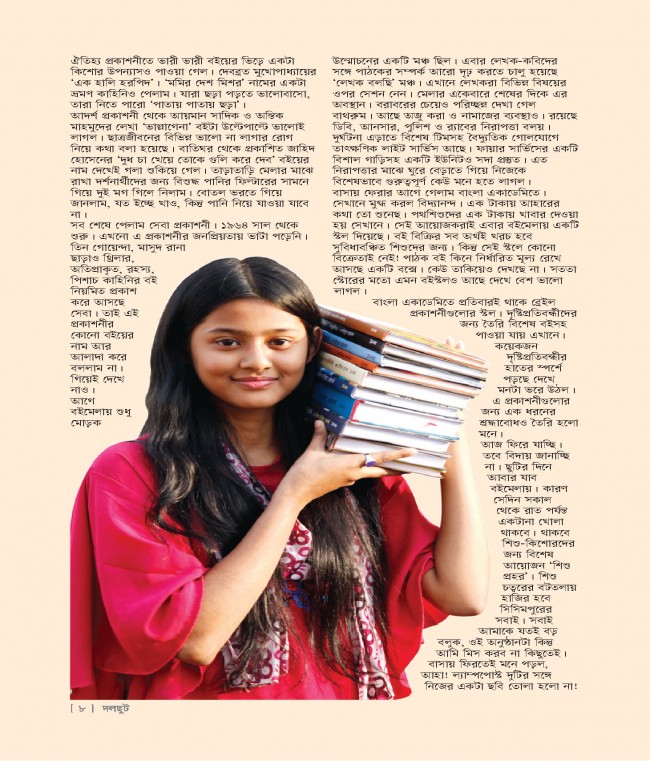 ঐতিহ্য প্রকাশনীতে ভারী ভারী বইয়ের ভিড়ে একটা
কিশোর উপন্যাসও পাওয়া গেল। দেবব্রত মুখোপাধ্যায়ের
‘এক হালি হরপিদ’। ‘মমির দেশ মিশর’ নামের একটা
ভ্রমণ কাহিনিও পেলাম। যারা ছড়া পড়তে ভালোবাসো,
তারা নিতে পারো ‘পাতায় পাতায় ছড়া’।
আদর্শ প্রকাশনী থেকে আয়মান সাদিক ও অন্তিক
মাহমুদের লেখা ‘ভাল্লাগেনা’ বইটা উল্টেপাল্টে ভালোই
লাগল। ছাত্রজীবনের বিভিন্ন ভালো না লাগার রোগ
নিয়ে কথা বলা হয়েছে। বাতিঘর থেকে প্রকাশিত জাহিদ
হোসেনের ‘দুধ চা খেয়ে তোকে গুলি করে দেব’ বইয়ের
নাম দেখেই গলা শুকিয়ে গেল। তাড়াতাড়ি মেলার মাঝে
রাখা দর্শনার্থীদের জন্য বিশুদ্ধ পানির ফিল্টারের সামনে
গিয়ে দুই মগ গিলে নিলাম। বোতল ভরতে গিয়ে
জানলাম, যত ইচ্ছে খাও, কিন্তু পানি নিয়ে যাওয়া যাবে
না।
সব শেষে পেলাম সেবা প্রকাশনী। ১৯৬৪ সাল থেকে
শুরু। এখনো এ প্রকাশনীর জনপ্রিয়তায় ভাটা পড়েনি।
তিন গোয়েন্দা, মাসুদ রানা
ছাড়াও থ্রিলার,
অতিপ্রাকৃত, রহস্য,
পিশাচ কাহিনির বই
নিয়মিত প্রকাশ
করে আসছে
সেবা। তাই এই
প্রকাশনীর
কোনো বইয়ের
নাম আর
আলাদা করে
বললাম না।
গিয়েই দেখে
নাও।
আগে
বইমেলায় শুধু
মোড়ক
উন্মোচনের একটি মঞ্চ ছিল। এবার লেখক-কবিদের
সঙ্গে পাঠকের সম্পর্ক আরো দৃঢ় করতে চালু হয়েছে
‘লেখক বলছি’ মঞ্চ। এখানে লেখকরা বিভিন্ন বিষয়ের
ওপর সেশন নেন। মেলার একেবারে শেষের দিকে এর
অবস্থান। বরাবরের চেয়েও পরিচ্ছন্ন দেখা গেল
বাথরুম। আছে অজু করা ও নামাজের ব্যবস্থাও। রয়েছে
ডিবি, আনসার, পুলিশ ও র‍্যাবের নিরাপত্তা বলয়।
দুর্ঘটনা এড়াতে বিশেষ টিমসহ বৈদ্যুতিক গোলযোগে
তাৎক্ষণিক লাইট সার্ভিস আছে। ফায়ার সার্ভিসের একটি
বিশাল গাড়িসহ একটি ইউনিটও সদা প্রস্তুত। এত
নিরাপত্তার মাঝে ঘুরে বেড়াতে গিয়ে নিজেকে
বিশেষভাবে গুরুত্বপূর্ণ কেউ মনে হতে লাগল।
বাসায় ফেরার আগে গেলাম বাংলা একাডেমিতে।
সেখানে মুগ্ধ করল বিদ্যানন্দ। এক টাকায় আহারের
কথা তো শুনেছ। পথশিশুদের এক টাকায় খাবার দেওয়া
হয় সেখানে। সেই আয়োজকরাই এবার বইমেলায় একটি
স্টল দিয়েছে। বই বিক্রির সব অর্থই খরচ হবে
সুবিধাবঞ্চিত শিশুদের জন্য। কিন্তু সেই স্টলে কোনো
বিক্রেতাই নেই! পাঠক বই কিনে নির্ধারিত মূল্য রেখে
আসছে একটি বক্সে। কেউ তাকিয়েও দেখছে না। সততা
স্টোরের মতো এমন বইস্টলও আছে দেখে বেশ ভালো
লাগল।
বাংলা একাডেমিতে প্রতিবারই থাকে ব্রেইল
প্রকাশনীগুলোর স্টল। দৃষ্টিপ্রতিবন্ধীদের
জন্য তৈরি বিশেষ বইসহ
পাওয়া যায় এখানে।
কয়েকজন
দৃষ্টিপ্রতিবন্ধীর
হাতের স্পর্শে
পড়ছে দেখে
মনটা ভরে উঠল।
এ প্রকাশনীগুলোর
জন্য এক ধরনের
শ্রদ্ধাবোধও তৈরি হলো
মনে।
আজ ফিরে যাচ্ছি।
তবে বিদায় জানাচ্ছি
না। ছুটির দিনে
আবার যাব
বইমেলায়। কারণ
সেদিন সকাল
থেকে রাত পর্যন্ত
একটানা খোলা
থাকবে। থাকবে
শিশু-কিশোরদের
জন্য বিশেষ
আয়োজন ‘শিশু
প্রহর’। শিশু
চত্বরের বটতলায়
হাজির হবে
সিসিমপুরের
সবাই। সবাই
আমাকে যতই বড়
বলুক, ওই অনুষ্ঠানটা কিন্তু
আমি মিস করব না কিছুতেই।
বাসায় ফিরতেই মনে পড়ল,
আহা! ল্যাম্পপোস্ট দুটির সঙ্গে
নিজের একটা ছবি তোলা হলো না!
[ ৮ ] দলছুট